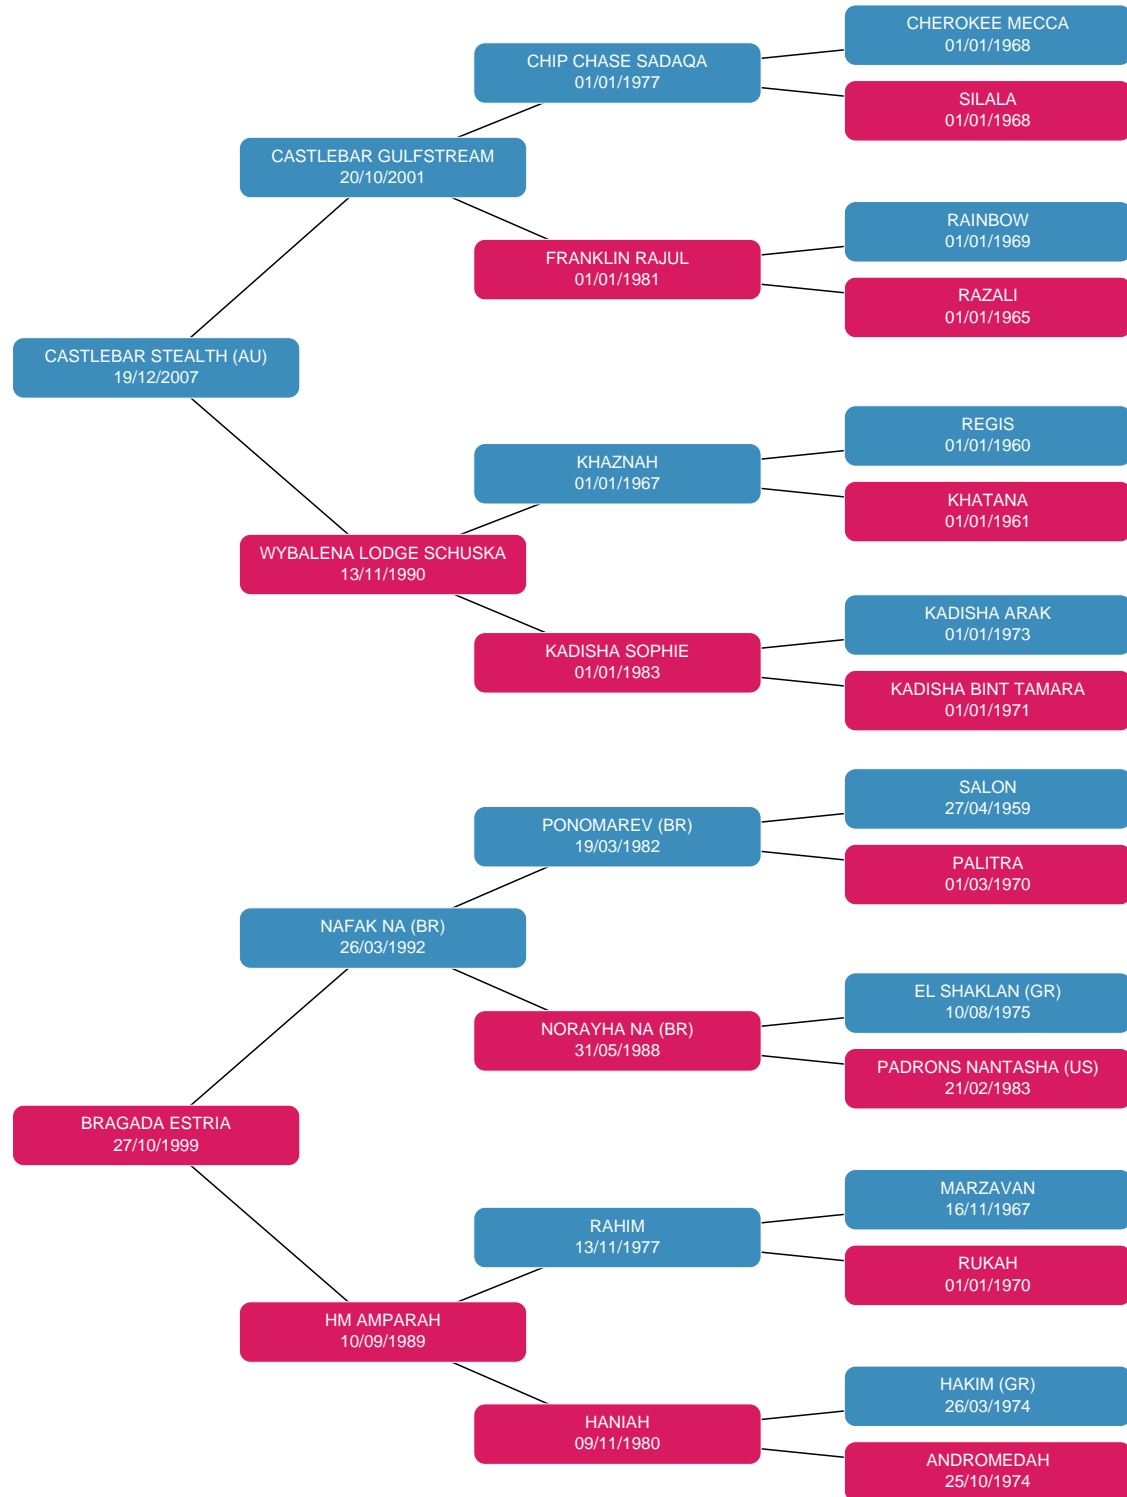 CHEROKEE MECCA
01/01/1968
CHIP CHASE SADAQA
01/01/1977
SILALA
01/01/1968
CASTLEBAR GULFSTREAM
20/10/2001
RAINBOW
01/01/1969
FRANKLIN RAJUL
01/01/1981
RAZALI
01/01/1965
CASTLEBAR STEALTH (AU)
19/12/2007
REGIS
01/01/1960
KHAZNAH
01/01/1967
KHATANA
01/01/1961
WYBALENA LODGE SCHUSKA
13/11/1990
KADISHA ARAK
01/01/1973
KADISHA SOPHIE
01/01/1983
KADISHA BINT TAMARA
01/01/1971
SALON
27/04/1959
PONOMAREV (BR)
19/03/1982
PALITRA
01/03/1970
NAFAK NA (BR)
26/03/1992
EL SHAKLAN (GR)
10/08/1975
NORAYHA NA (BR)
31/05/1988
PADRONS NANTASHA (US)
21/02/1983
BRAGADA ESTRIA
27/10/1999
MARZAVAN
16/11/1967
RAHIM
13/11/1977
RUKAH
01/01/1970
HM AMPARAH
10/09/1989
HAKIM (GR)
26/03/1974
HANIAH
09/11/1980
ANDROMEDAH
25/10/1974